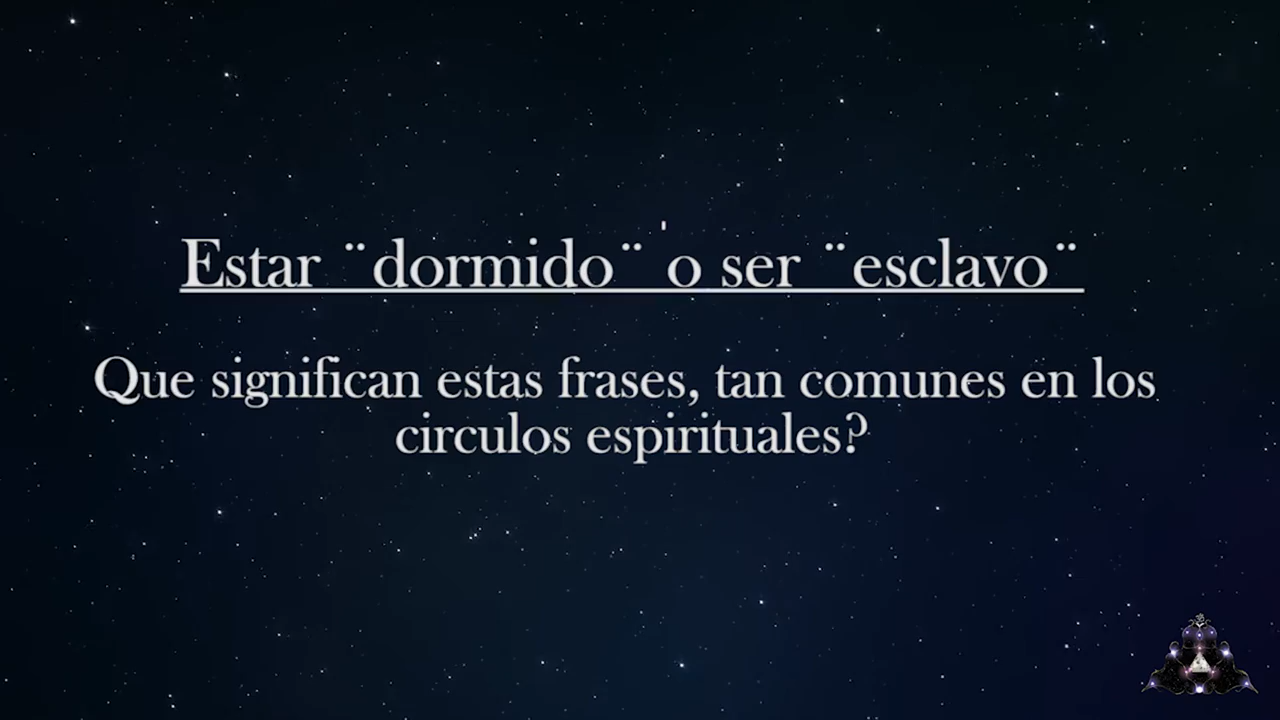 Estar ¨dormido¨ o ser ¨esclavo¨
Que significan estas frases, tan comunes en los
circulos espirituales?